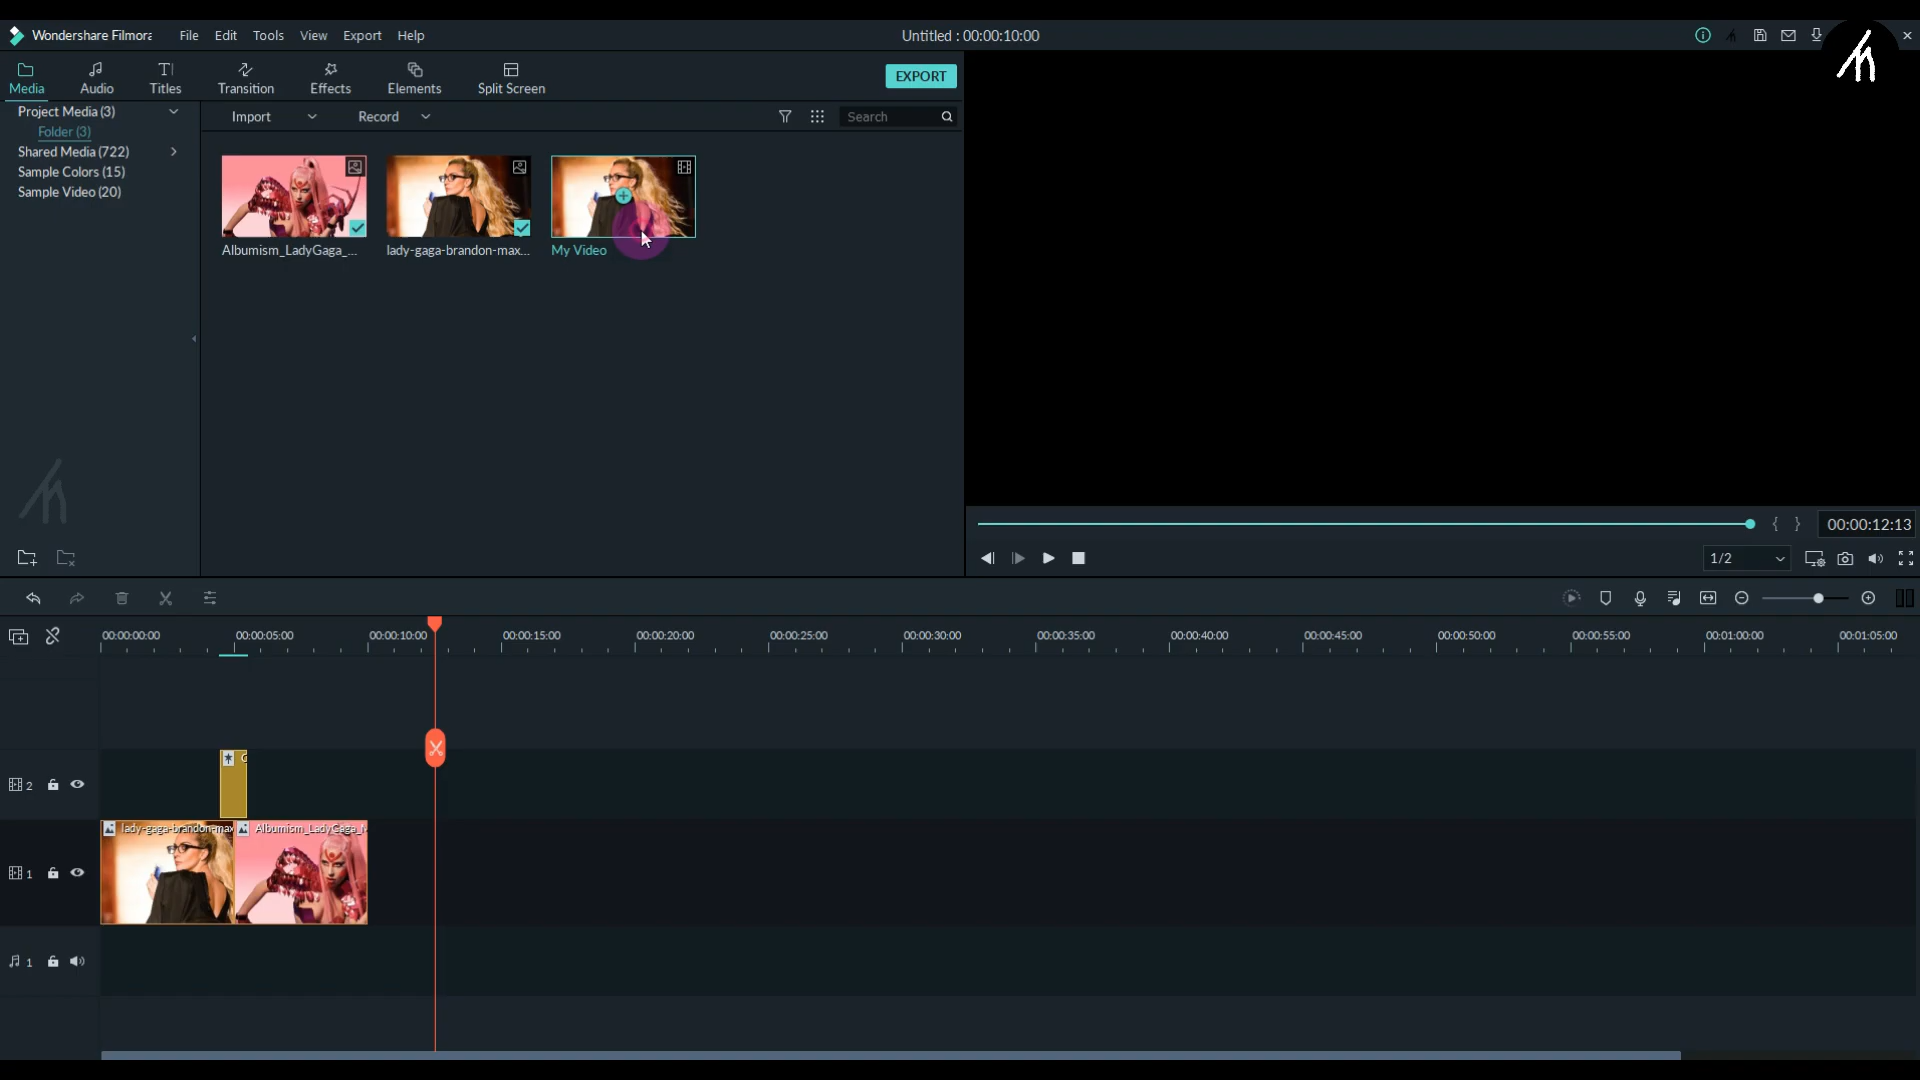 Wondershare Filmora File Edit Tools View Export Help Untitled : 00:00:10:00
Media Audio Titles Transition Effects Elements Split Screen EXPORT
Project Media (3)
Folder (3)
Shared Media (722)
Sample Colors (15)
Sample Video (20)
Import Record Search
Albumism_LadyGaga_... lady-gaga-brandon-max... My Video
00:00:12:13
1/2
00:00:00:00 00:00:05:00 00:00:10:00 00:00:15:00 00:00:20:00 00:00:25:00 00:00:30:00 00:00:35:00 00:00:40:00 00:00:45:00 00:00:50:00 00:00:55:00 00:01:00:00 00:01:05:00
2
lady-gaga-brandon-max Albumism_LadyGaga_
1
1